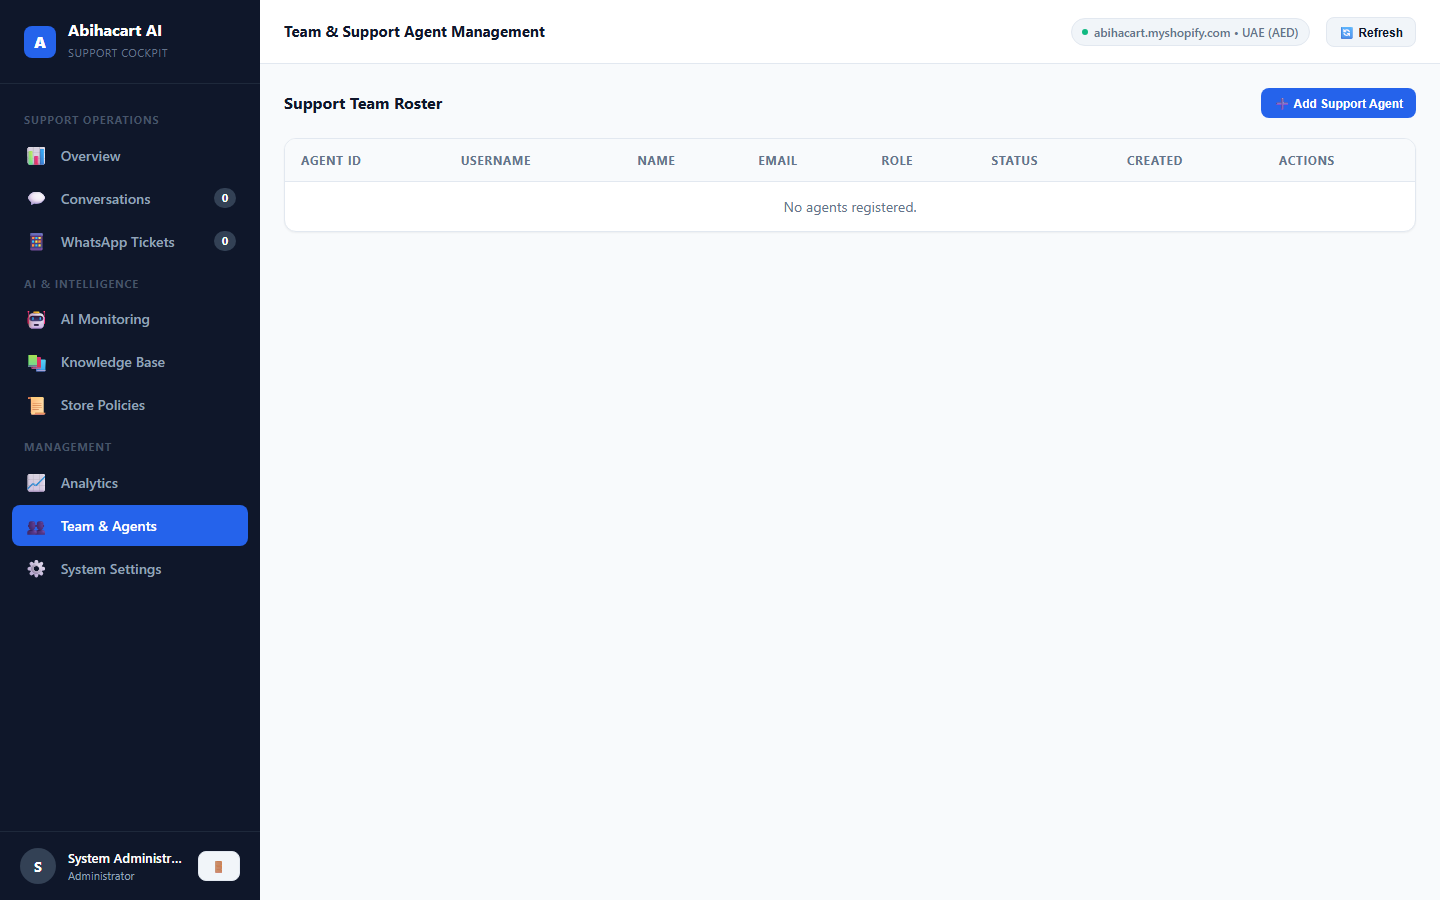 A
Abihacart AI
SUPPORT COCKPIT
SUPPORT OPERATIONS
Overview
Conversations 0
WhatsApp Tickets 0
AI & INTELLIGENCE
AI Monitoring
Knowledge Base
Store Policies
MANAGEMENT
Analytics
Team & Agents
System Settings
S
System Administr...
Administrator
Team & Support Agent Management
abihacart.myshopify.com • UAE (AED)
Refresh
Support Team Roster
Add Support Agent
AGENT ID USERNAME NAME EMAIL ROLE STATUS CREATED ACTIONS
No agents registered.